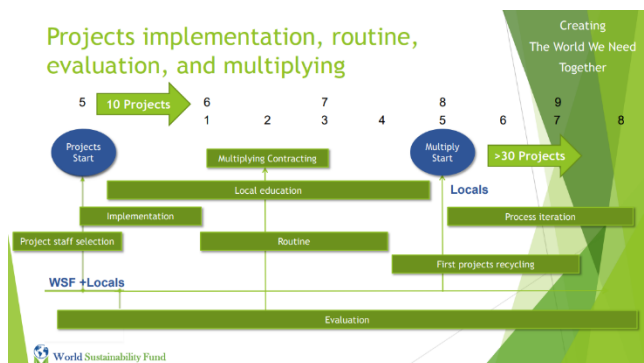 Projects implementation, routine,
evaluation, and multiplying
Creating
The World We Need
Together
5 10 Projects 6 7 8 9
1 2 3 4 5 6 7 8
Projects
Start
Multiplying Contracting
Multiply
Start
>30 Projects
Local education
Locals
Implementation
Process iteration
Project staff selection
Routine
First projects recycling
WSF +Locals
Evaluation
World Sustainability Fund